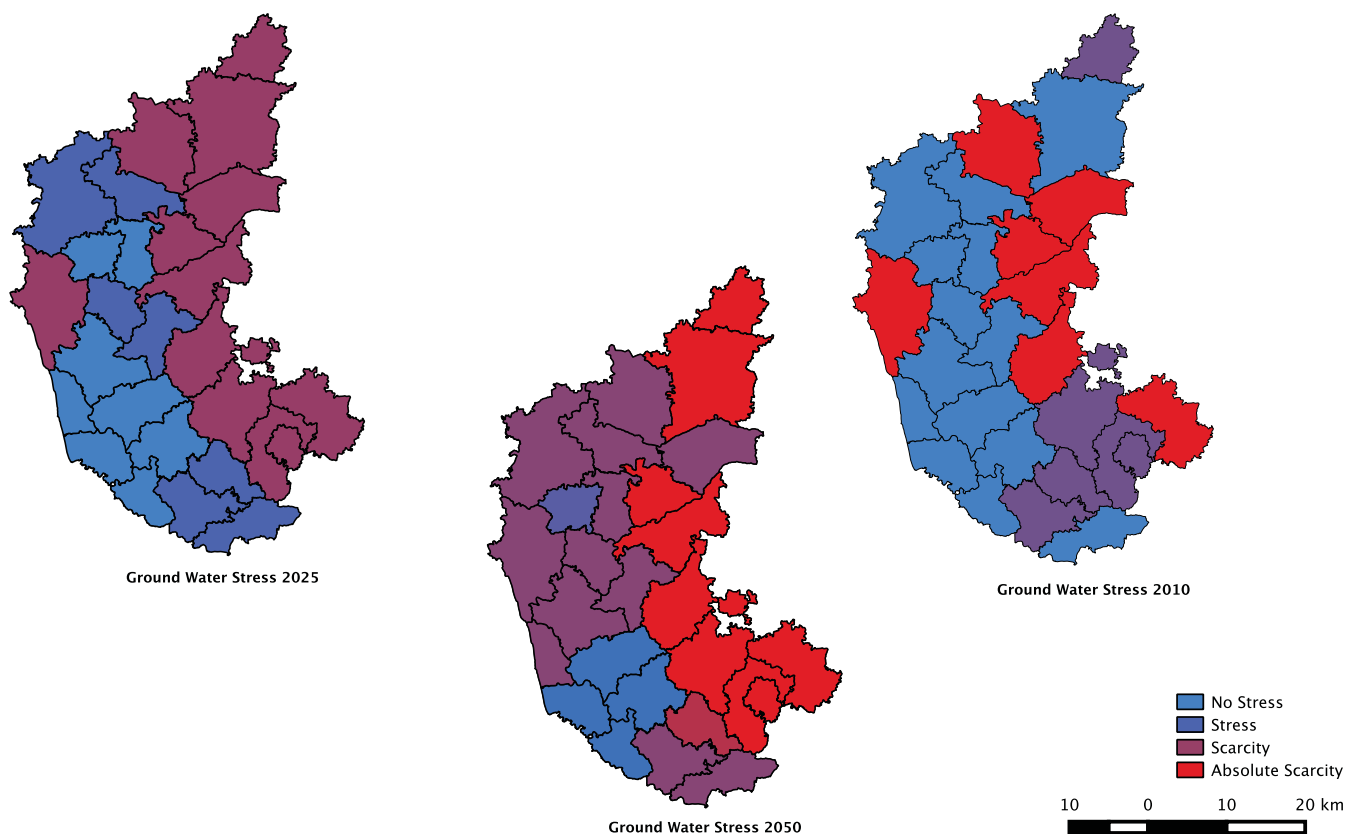 Ground Water Stress 2025
Ground Water Stress 2010
No Stress
Stress
Scarcity
Absolute Scarcity
10 0 10 20 km
Ground Water Stress 2050